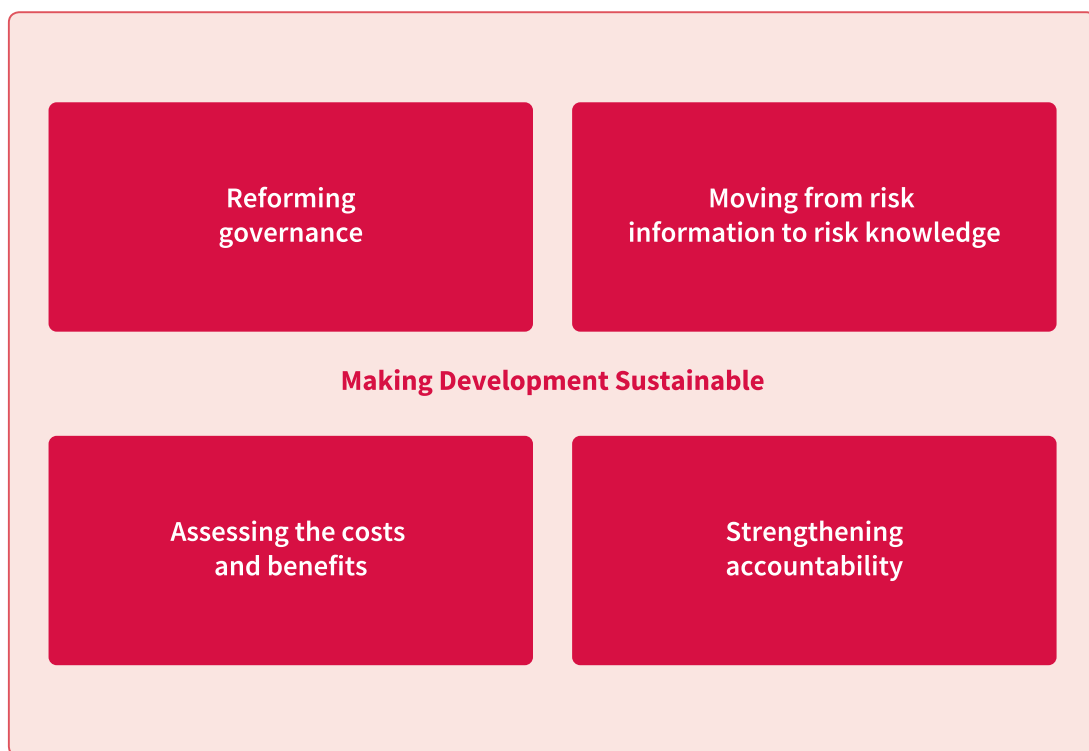 Reforming
governance
Moving from risk
information to risk knowledge
Making Development Sustainable
Assessing the costs
and benefits
Strengthening
accountability